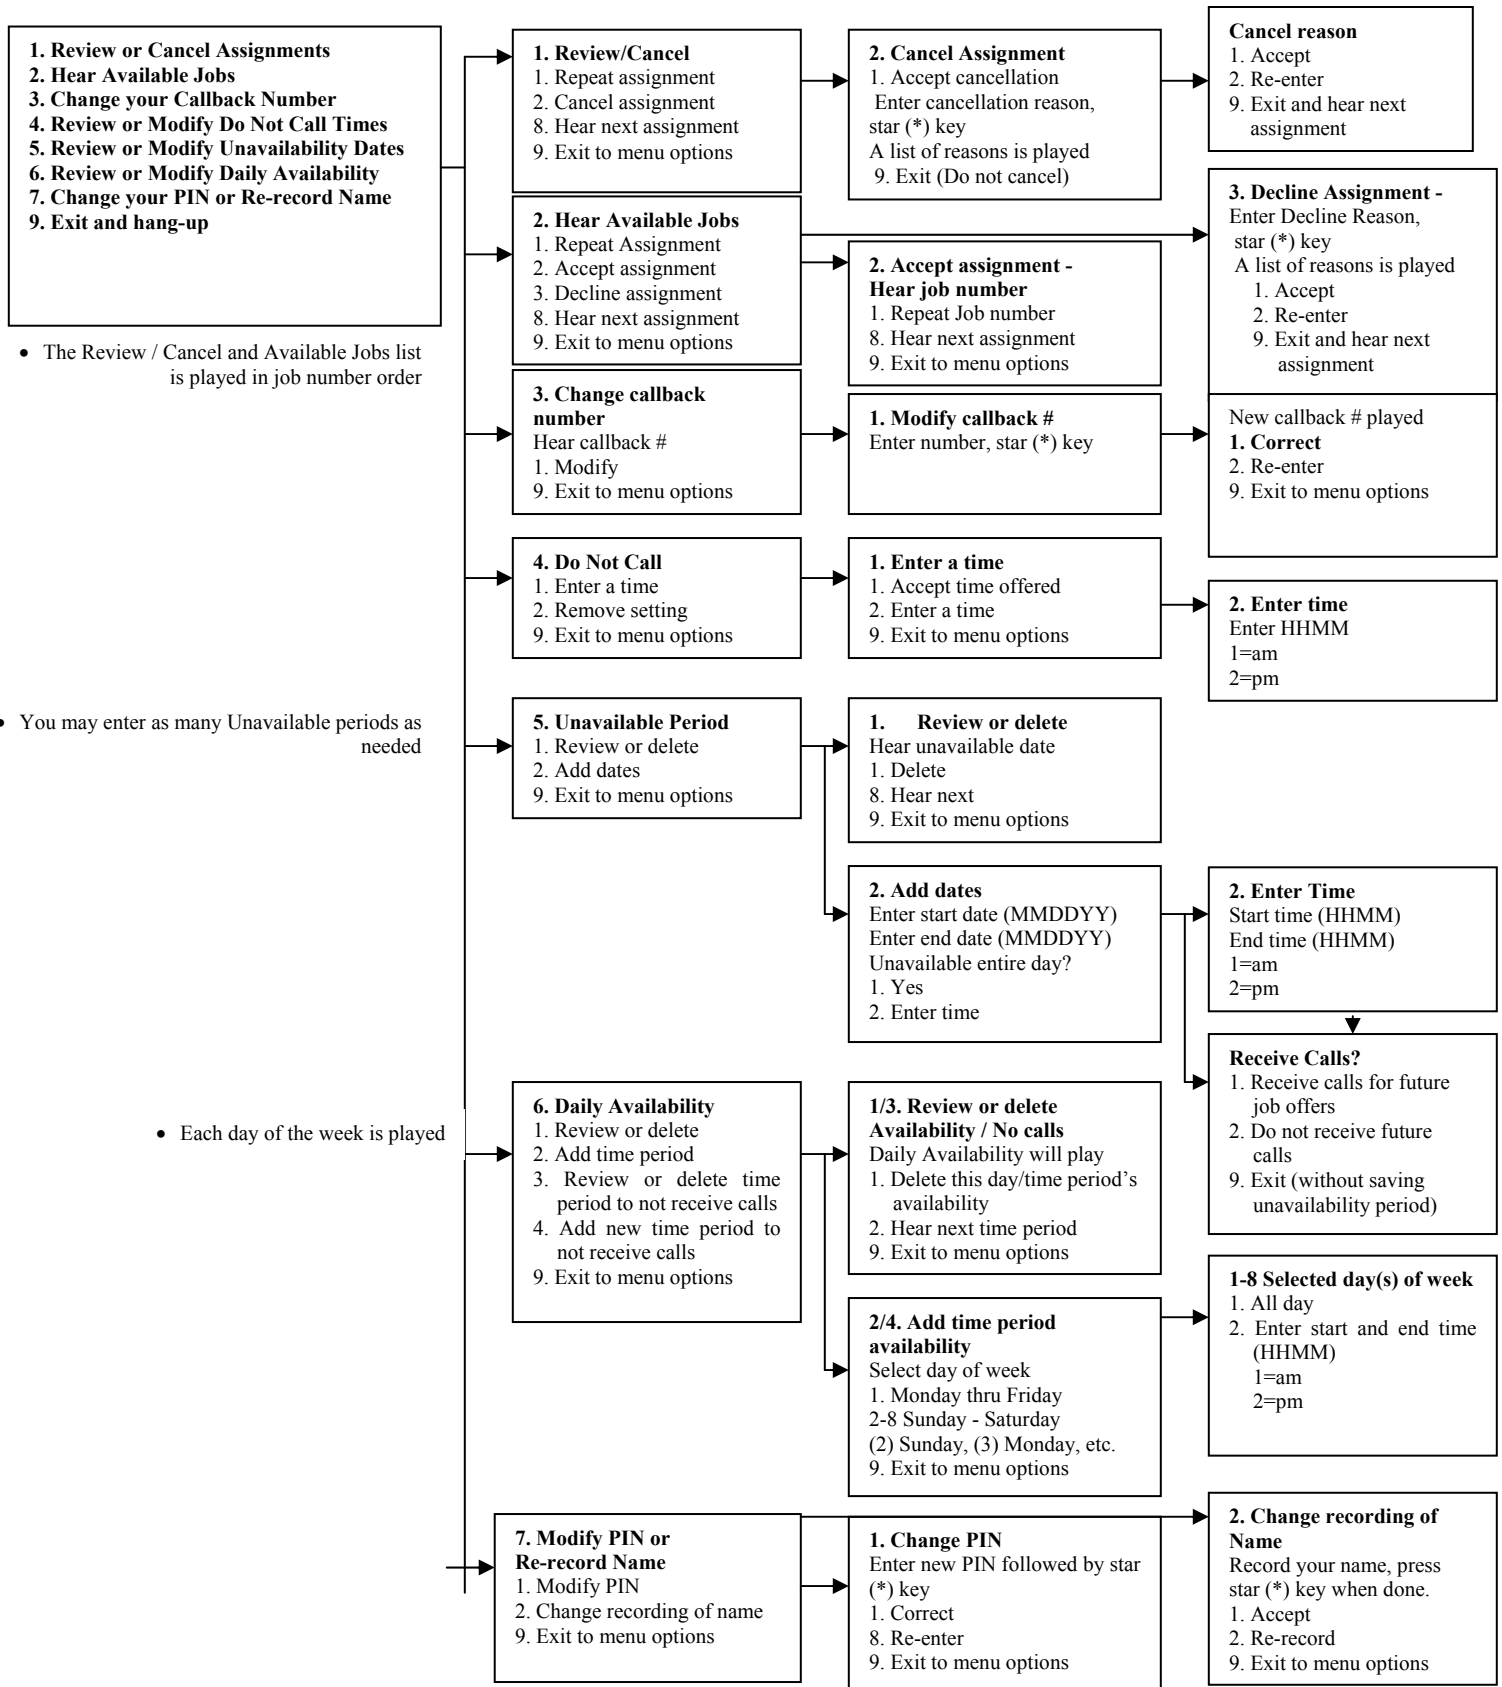 1. Review or Cancel Assignments
2. Hear Available Jobs
3. Change your Callback Number
4. Review or Modify Do Not Call Times
5. Review or Modify Unavailability Dates
6. Review or Modify Daily Availability
7. Change your PIN or Re-record Name
9. Exit and hang-up
• The Review / Cancel and Available Jobs list
is played in job number order
1. Review/Cancel
1. Repeat assignment
2. Cancel assignment
8. Hear next assignment
9. Exit to menu options
2. Cancel Assignment
1. Accept cancellation
Enter cancellation reason,
star (*) key
A list of reasons is played
9. Exit (Do not cancel)
Cancel reason
1. Accept
2. Re-enter
9. Exit and hear next
assignment
2. Hear Available Jobs
1. Repeat Assignment
2. Accept assignment
3. Decline assignment
8. Hear next assignment
9. Exit to menu options
2. Accept assignment -
Hear job number
1. Repeat Job number
8. Hear next assignment
9. Exit to menu options
3. Decline Assignment -
Enter Decline Reason,
star (*) key
A list of reasons is played
1. Accept
2. Re-enter
9. Exit and hear next
assignment
3. Change callback
number
Hear callback #
1. Modify
9. Exit to menu options
1. Modify callback #
Enter number, star (*) key
New callback # played
1. Correct
2. Re-enter
9. Exit to menu options
4. Do Not Call
1. Enter a time
2. Remove setting
9. Exit to menu options
1. Enter a time
1. Accept time offered
2. Enter a time
9. Exit to menu options
2. Enter time
Enter HHMM
1=am
2=pm
• You may enter as many Unavailable periods as
needed
5. Unavailable Period
1. Review or delete
2. Add dates
9. Exit to menu options
1. Review or delete
Hear unavailable date
1. Delete
8. Hear next
9. Exit to menu options
2. Add dates
Enter start date (MMDDYY)
Enter end date (MMDDYY)
Unavailable entire day?
1. Yes
2. Enter time
2. Enter Time
Start time (HHMM)
End time (HHMM)
1=am
2=pm
Receive Calls?
1. Receive calls for future
job offers
2. Do not receive future
calls
9. Exit (without saving
unavailability period)
• Each day of the week is played
6. Daily Availability
1. Review or delete
2. Add time period
3. Review or delete time
period to not receive calls
4. Add new time period to
not receive calls
9. Exit to menu options
1/3. Review or delete
Availability / No calls
Daily Availability will play
1. Delete this day/time period’s
availability
2. Hear next time period
9. Exit to menu options
2/4. Add time period
availability
Select day of week
1. Monday thru Friday
2-8 Sunday - Saturday
(2) Sunday, (3) Monday, etc.
9. Exit to menu options
1-8 Selected day(s) of week
1. All day
2. Enter start and end time
(HHMM)
1=am
2=pm
7. Modify PIN or
Re-record Name
1. Modify PIN
2. Change recording of name
9. Exit to menu options
1. Change PIN
Enter new PIN followed by star
(*) key
1. Correct
8. Re-enter
9. Exit to menu options
2. Change recording of
Name
Record your name, press
star (*) key when done.
1. Accept
2. Re-record
9. Exit to menu options